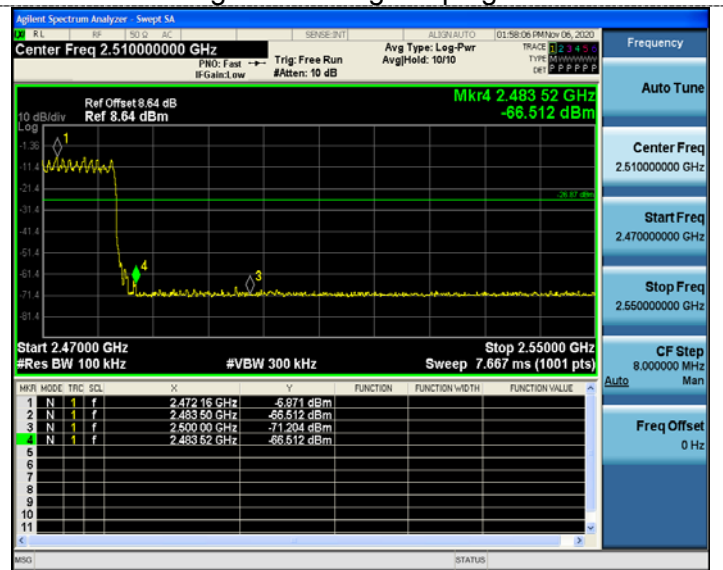 Agilent Spectrum Analyzer - Swept SA
RL RF 50 Ω AC SENSE:INT ALIGN AUTO 01:58:06 PM Nov 06, 2020
Center Freq 2.510000000 GHz
PNO: Fast
IFGain:Low
Trig: Free Run
#Atten: 10 dB
Avg Type: Log-Pwr
Avg|Hold: 10/10
TRACE 1 2 3 4 5 6
TYPE M
DET P P P P P P
Mkr4 2.483 52 GHz
-66.512 dBm
Ref Offset 8.64 dB
10 dB/div Ref 8.64 dBm
Log
-1.36
-11.4
-21.4
-31.4
-41.4
-51.4
-61.4
-71.4
-81.4
1
4
3
-26.87 dBm
Start 2.47000 GHz Stop 2.55000 GHz
#Res BW 100 kHz #VBW 300 kHz Sweep 7.667 ms (1001 pts)
MKR MODE TRC SCL X Y FUNCTION FUNCTION WIDTH FUNCTION VALUE
1 N 1 f 2.472 16 GHz -6.971 dBm
2 N 1 f 2.483 50 GHz -66.512 dBm
3 N 1 f 2.500 00 GHz -71.204 dBm
4 N 1 f 2.483 52 GHz -66.512 dBm
5
6
7
8
9
10
11
MSG STATUS
Frequency
Auto Tune
Center Freq
2.510000000 GHz
Start Freq
2.470000000 GHz
Stop Freq
2.550000000 GHz
CF Step
8.000000 MHz
Auto Man
Freq Offset
0 Hz